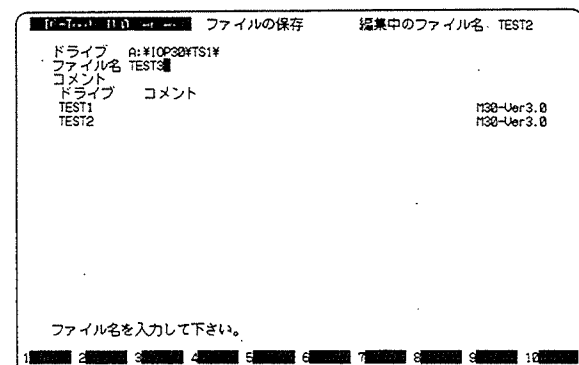 ファイルの保存 編集中のファイル名 TEST2
ドライブ A:¥IOP30¥TS1¥
ファイル名 TEST3
コメント
ドライブ コメント
TEST1 M30-Ver3.0
TEST2 M30-Ver3.0
ファイル名を入力して下さい。
1 2 3 4 5 6 7 8 9 10